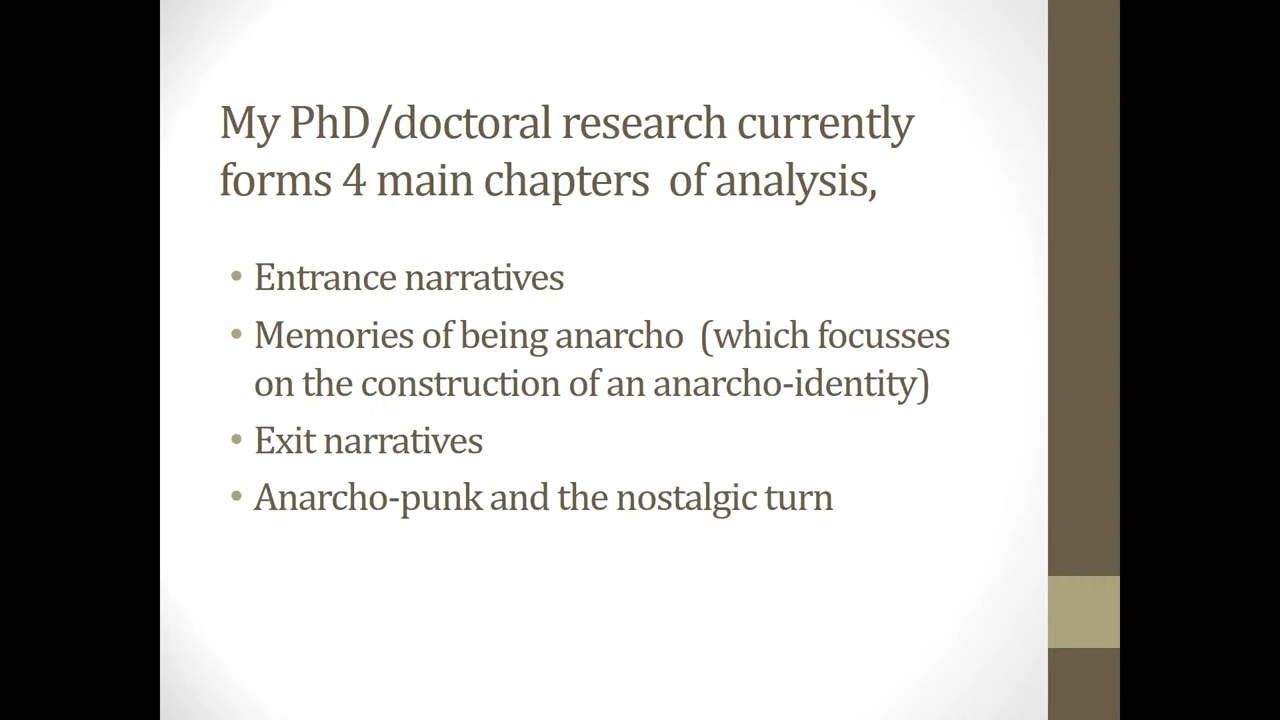 My PhD/doctoral research currently
forms 4 main chapters  of analysis,
• Entrance narratives
• Memories of being anarcho  (which focusses
on the construction of an anarcho-identity)
• Exit narratives
• Anarcho-punk and the nostalgic turn